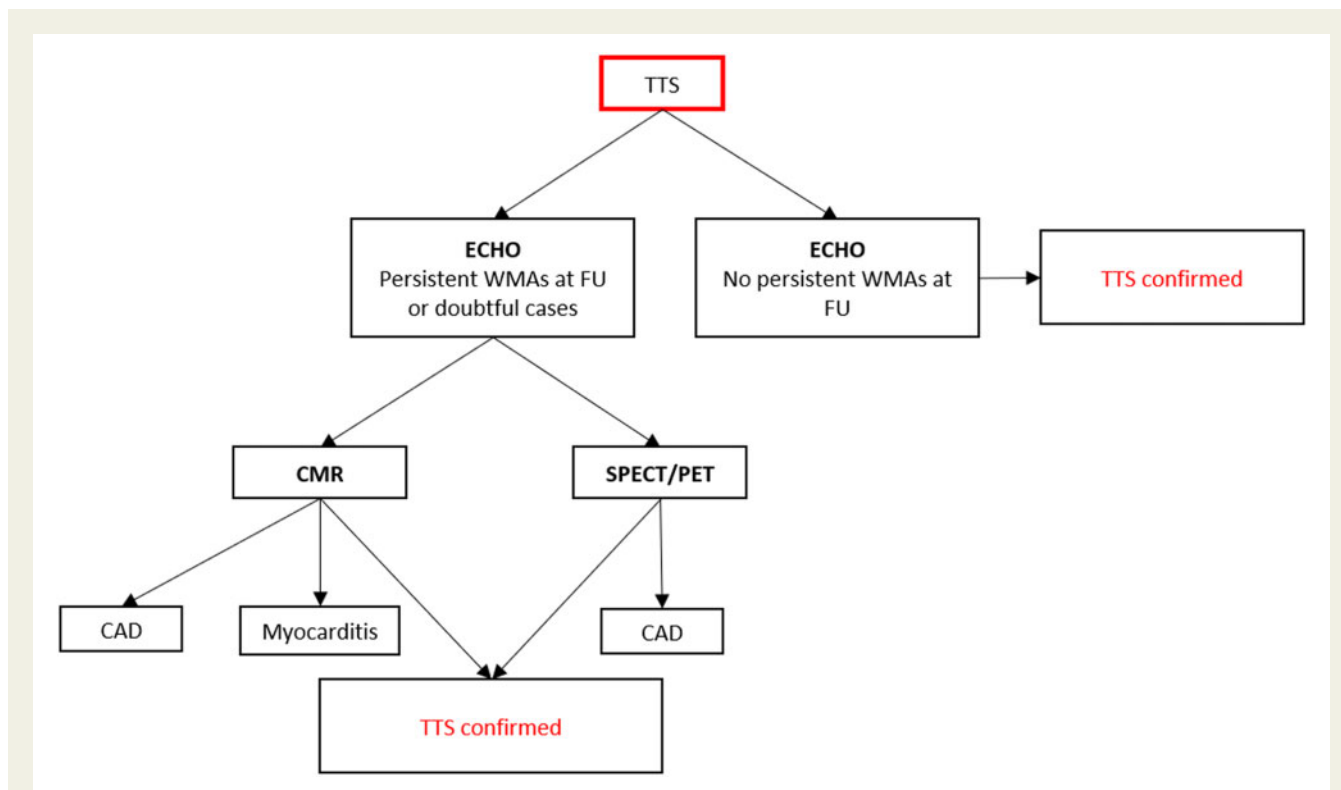 TTS
ECHO
Persistent WMAs at FU
or doubtful cases
ECHO
No persistent WMAs at
FU
TTS confirmed
CMR
SPECT/PET
CAD
Myocarditis
CAD
TTS confirmed